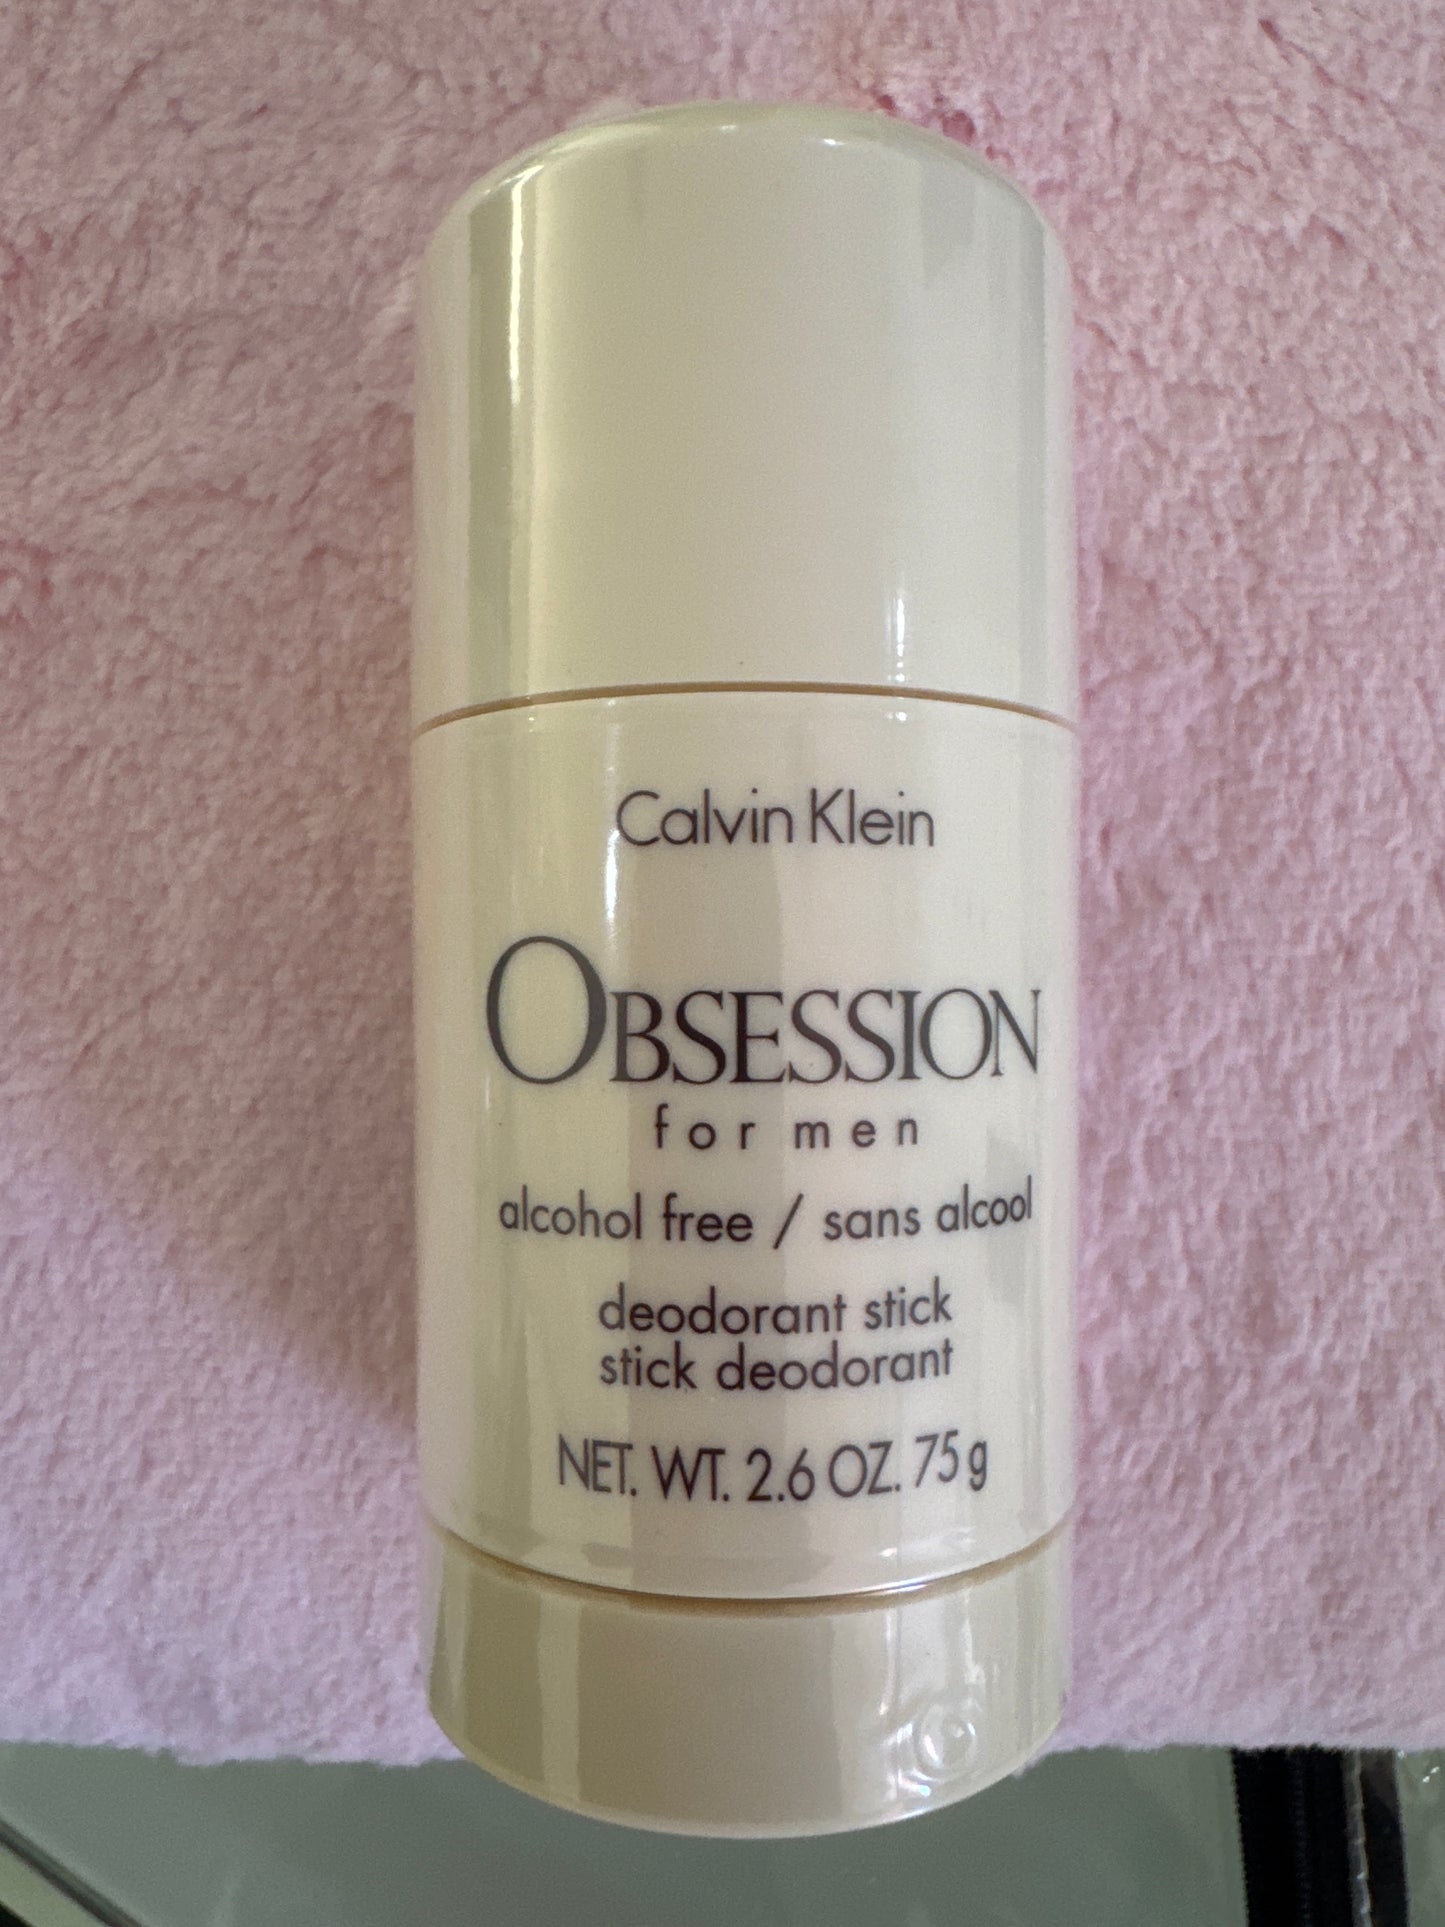 Calvin Klein
OBSESSION
for men
alcohol free / sans alcool
deodorant stick
stick deodorant
NET. WT. 2.6 OZ. 75 g